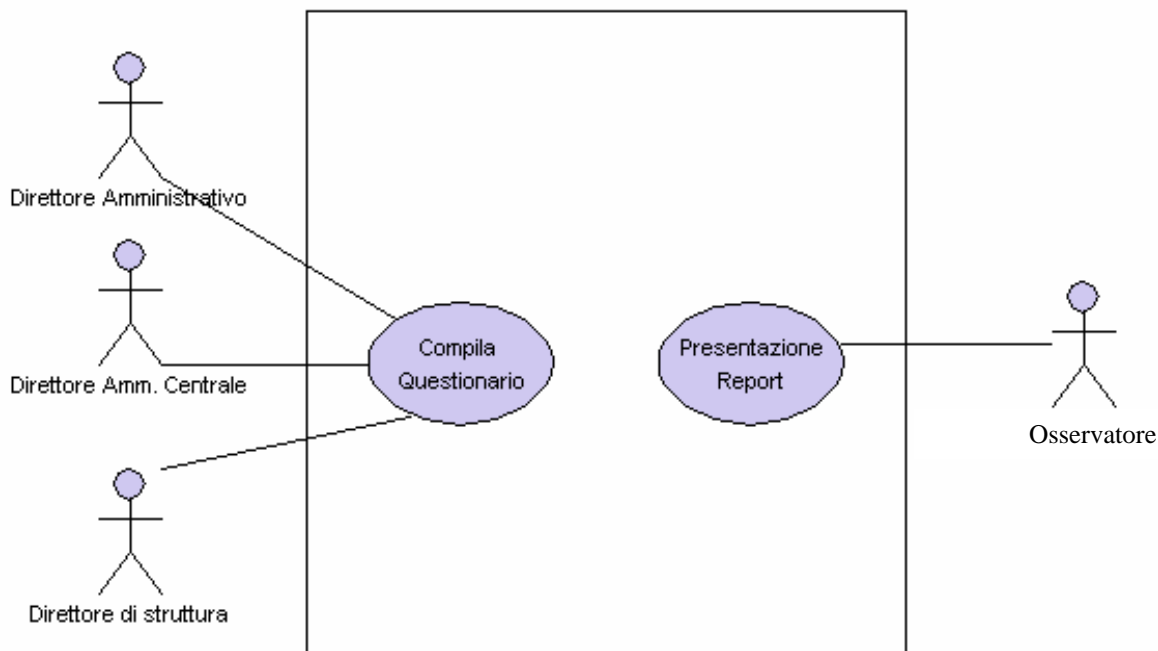 Direttore Amministrativo
Direttore Amm. Centrale
Direttore di struttura
Compila
Questionario
Presentazione
Report
Osservatore